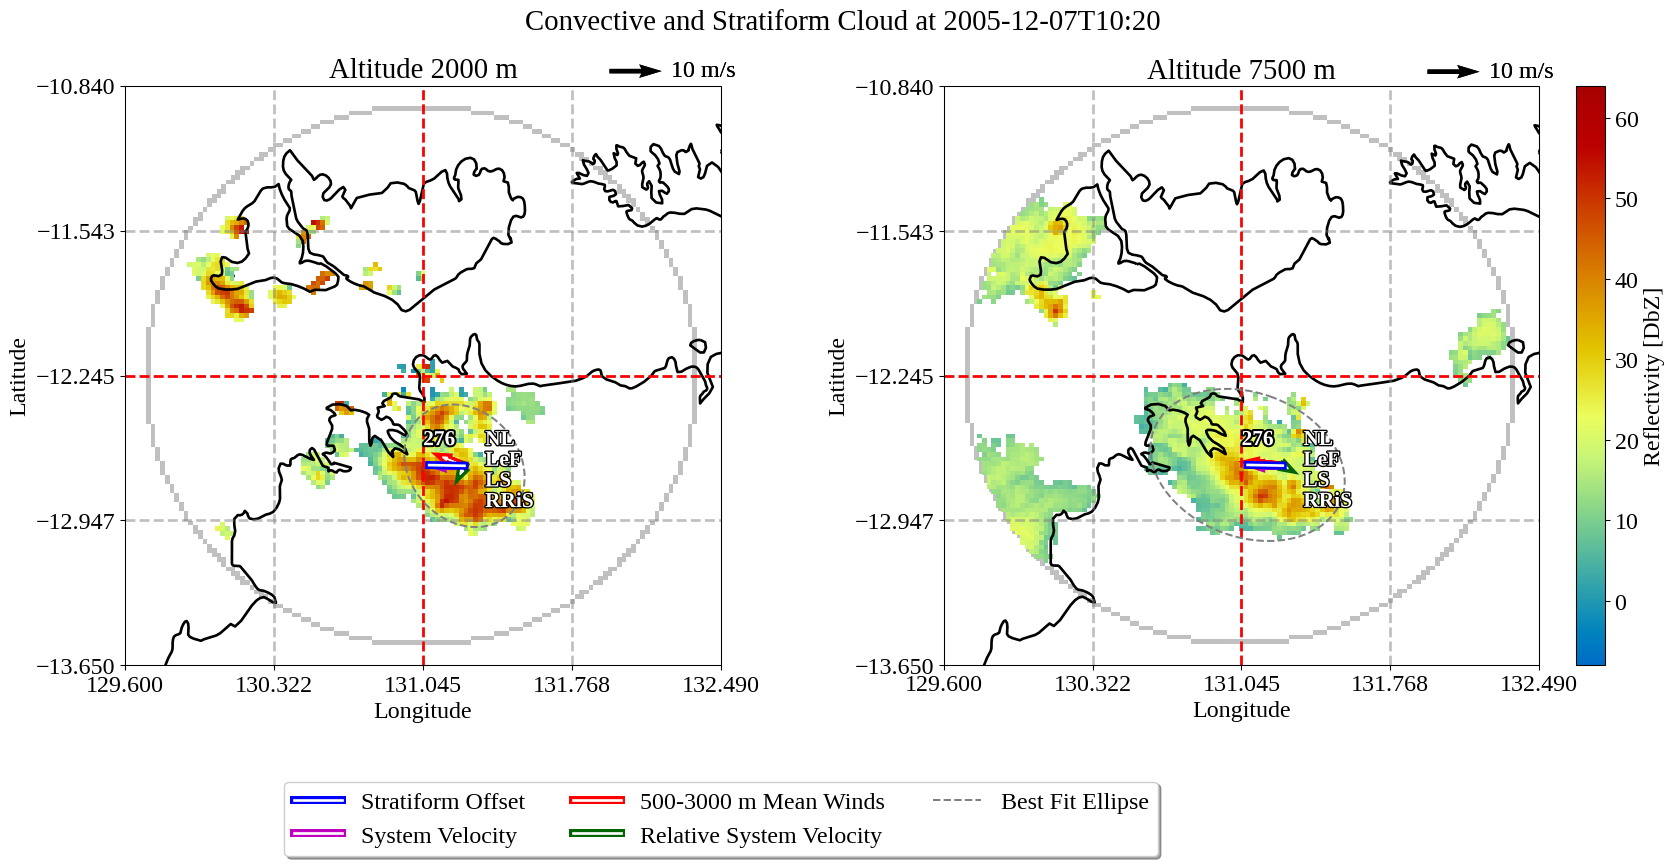 Convective and Stratiform Cloud at 2005-12-07T10:20
Altitude 2000 m
10 m/s
−10.840
−11.543
−12.245
−12.947
−13.650
Latitude
129.600
130.322
131.045
131.768
132.490
Longitude
276
NL
LeF
LS
RRiS
Altitude 7500 m
10 m/s
−10.840
−11.543
−12.245
−12.947
−13.650
Latitude
129.600
130.322
131.045
131.768
132.490
Longitude
276
NL
LeF
LS
RRiS
60
50
40
30
20
10
0
Reflectivity [DbZ]
Stratiform Offset
System Velocity
500-3000 m Mean Winds
Relative System Velocity
Best Fit Ellipse